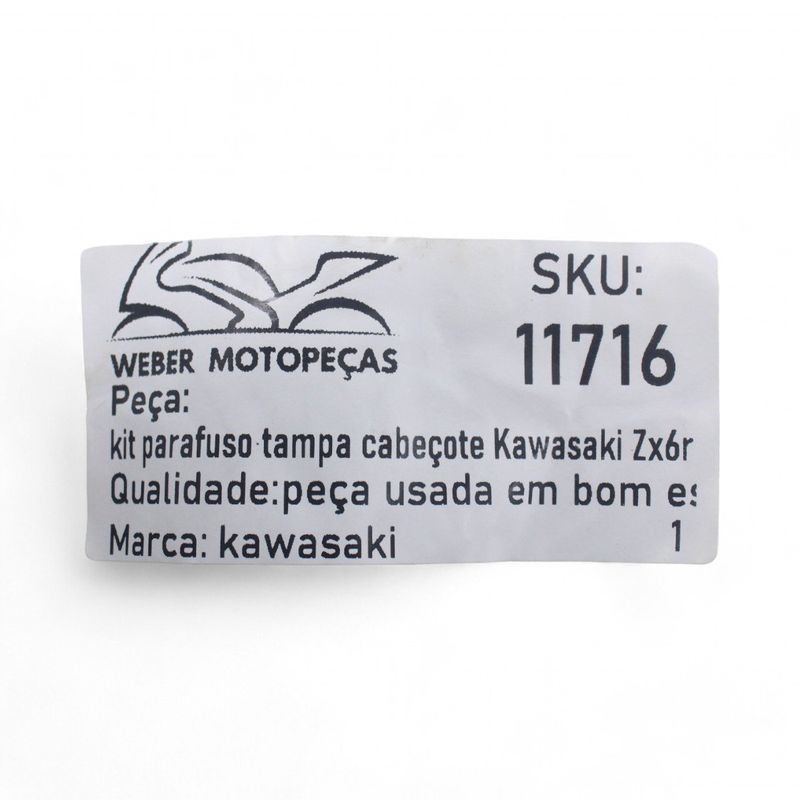 SKU:
11716
WEBER MOTOPEÇAS
Peça:
kit parafuso tampa cabeçote Kawasaki Zx6r
Qualidade:peça usada em bom es
Marca: kawasaki 1